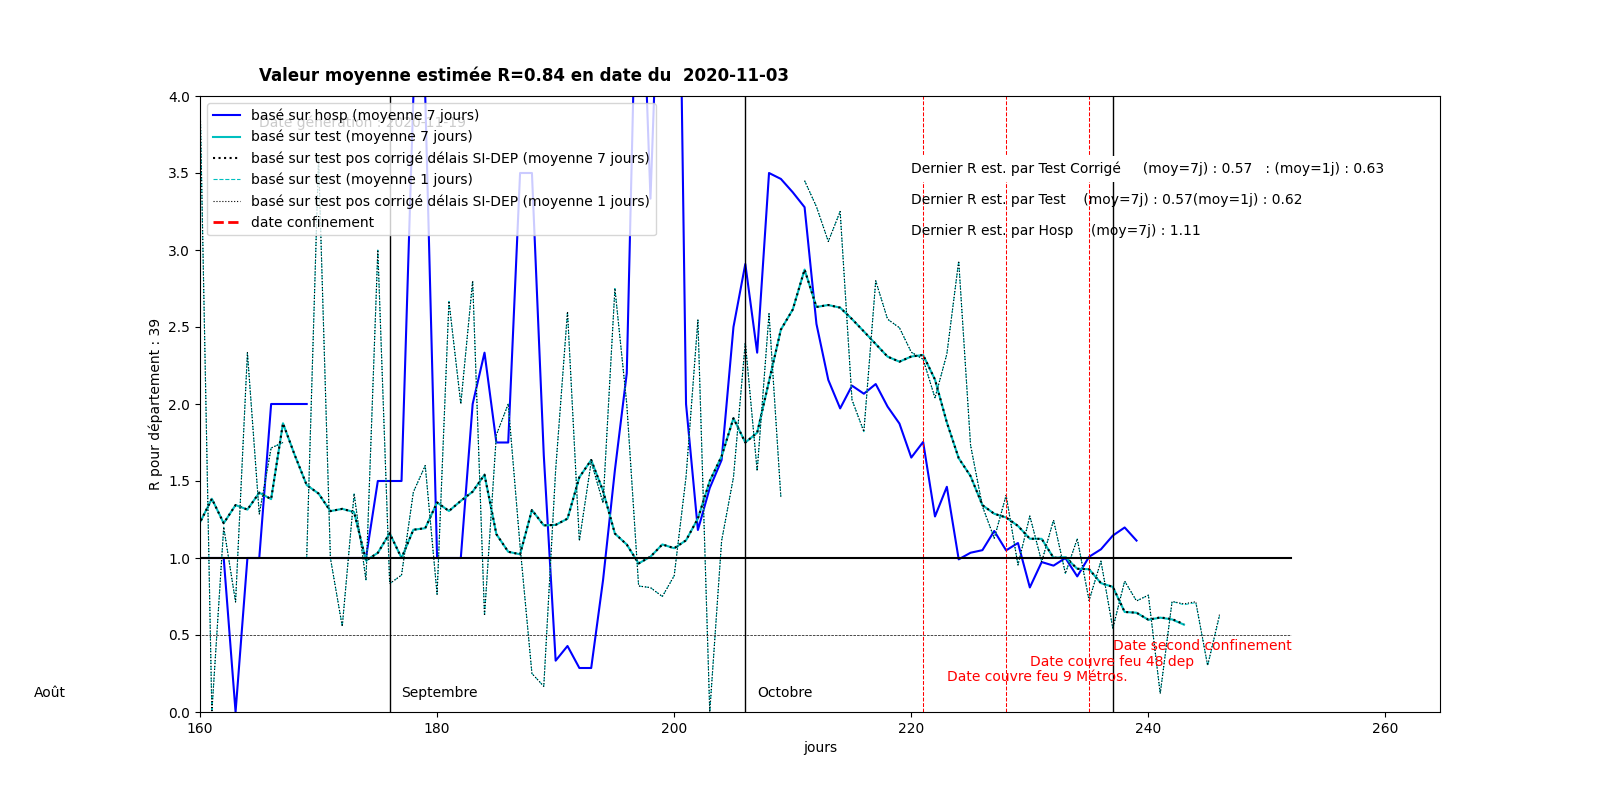 Valeur moyenne estimée R=0.84 en date du  2020-11-03
4.0
3.5
3.0
2.5
2.0
1.5
1.0
0.5
0.0
R pour département : 39
Date génération : 2020-11-19
basé sur hosp (moyenne 7 jours)
basé sur test (moyenne 7 jours)
basé sur test pos corrigé délais SI-DEP (moyenne 7 jours)
basé sur test (moyenne 1 jours)
basé sur test pos corrigé délais SI-DEP (moyenne 1 jours)
date confinement
Dernier R est. par Test Corrigé     (moy=7j) : 0.57   : (moy=1j) : 0.63
Dernier R est. par Test    (moy=7j) : 0.57(moy=1j) : 0.62
Dernier R est. par Hosp    (moy=7j) : 1.11
Date second confinement
Date couvre feu 48 dep
Date couvre feu 9 Métros.
Août
Septembre
Octobre
160
180
200
220
240
260
jours